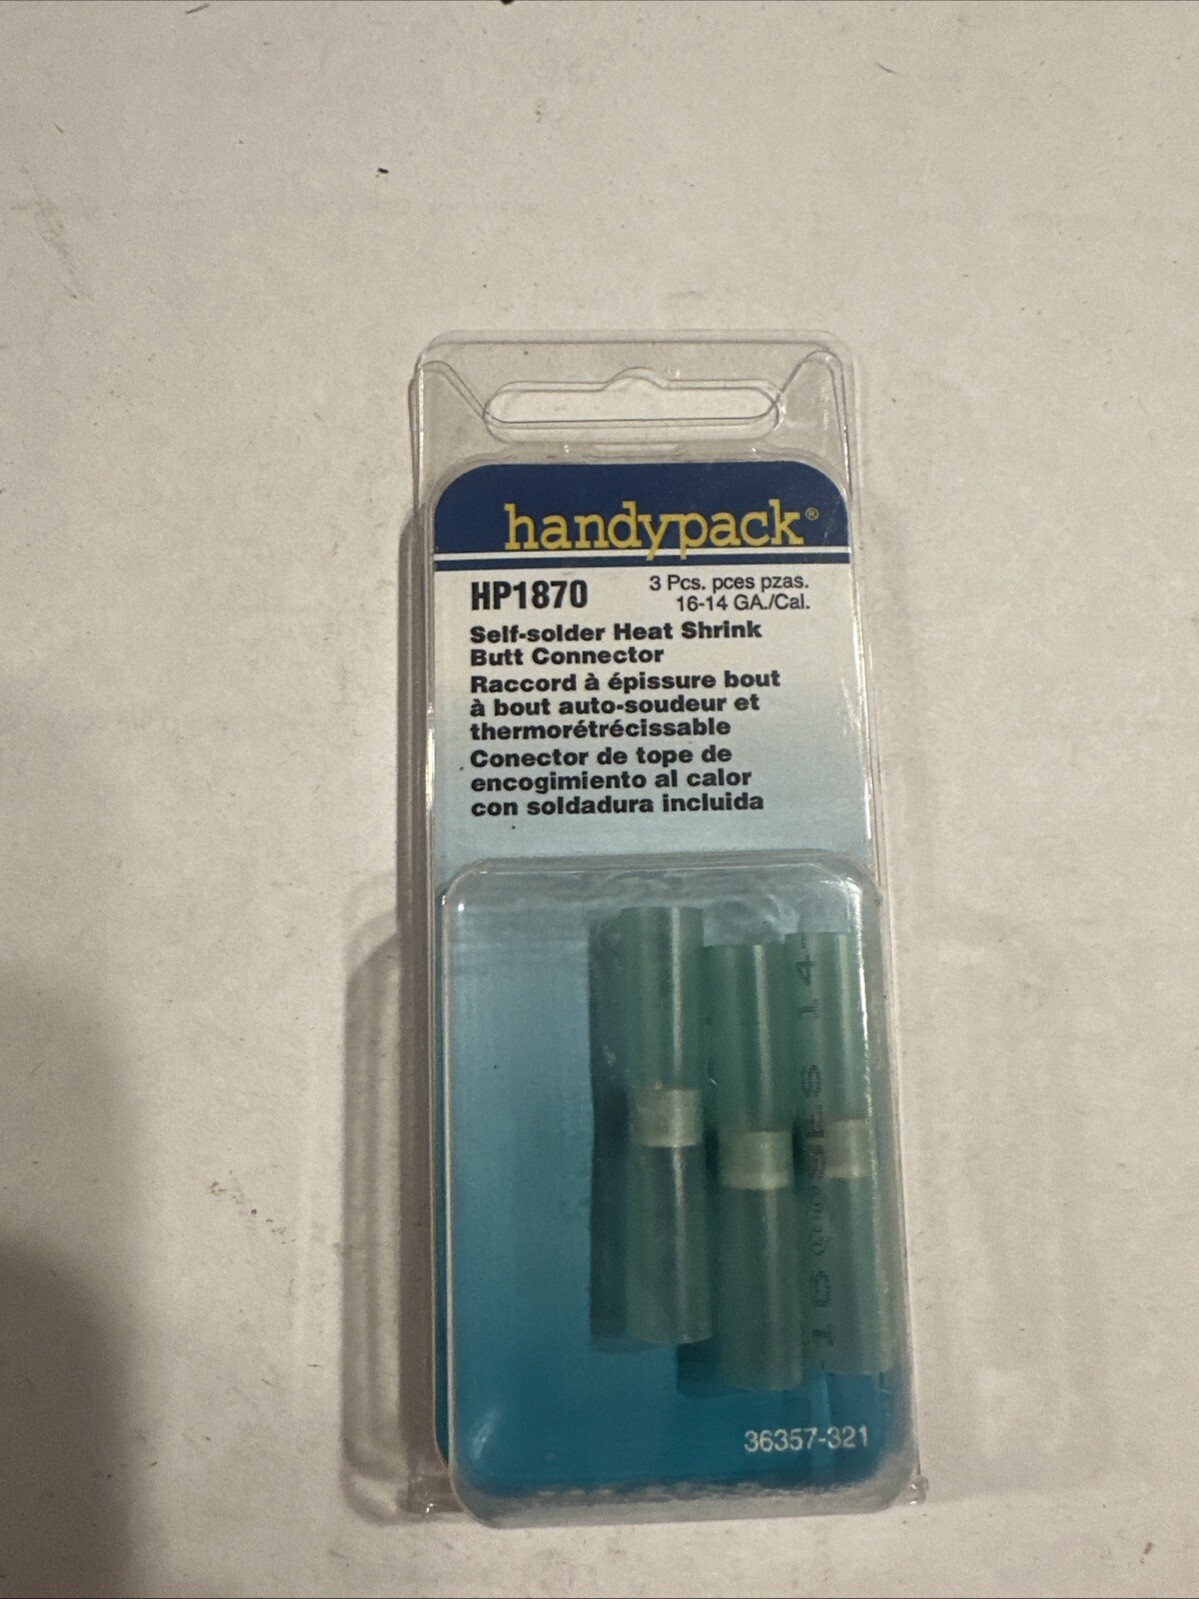 handypack®
HP1870
3 Pcs. pces pzas.
16-14 GA./Cal.
Self-solder Heat Shrink
Butt Connector
Raccord à épissure bout
à bout auto-soudeur et
thermorétrécissable
Conector de tope de
encogimiento al calor
con soldadura incluida
36357-321